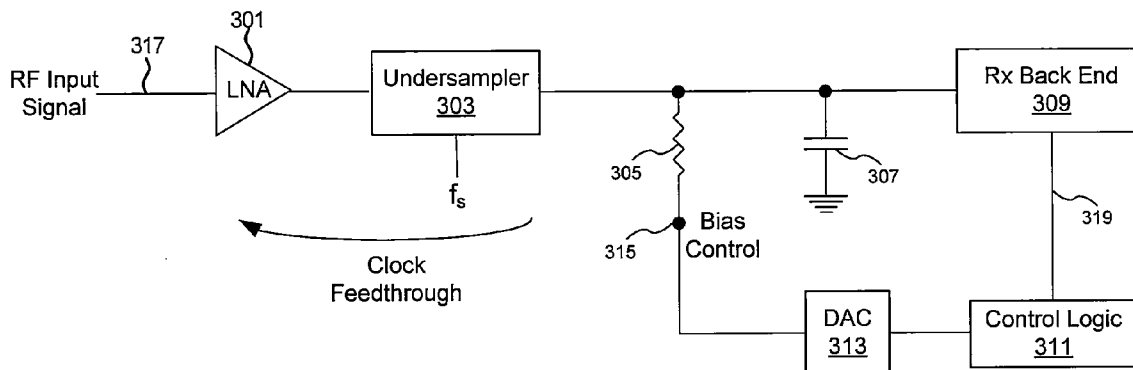 301
317
RF Input
Signal
LNA
Undersampler
303
fs
Clock
Feedthrough
305
307
315
Bias
Control
Rx Back End
309
319
DAC
313
Control Logic
311